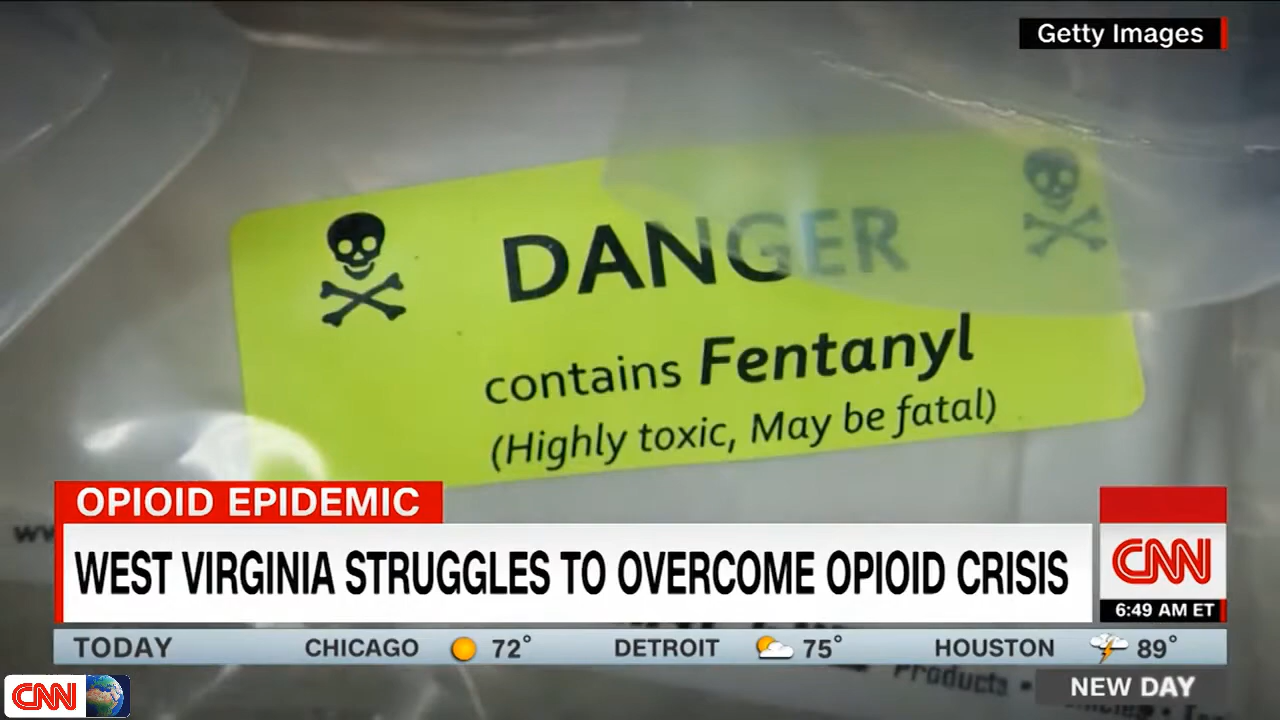 Getty Images
DANGER
contains Fentanyl
(Highly toxic, May be fatal)
OPIOID EPIDEMIC
WEST VIRGINIA STRUGGLES TO OVERCOME OPIOID CRISIS
CNN
6:49 AM ET
TODAY CHICAGO 72° DETROIT 75° HOUSTON 89°
Products •
CNN
NEW DAY